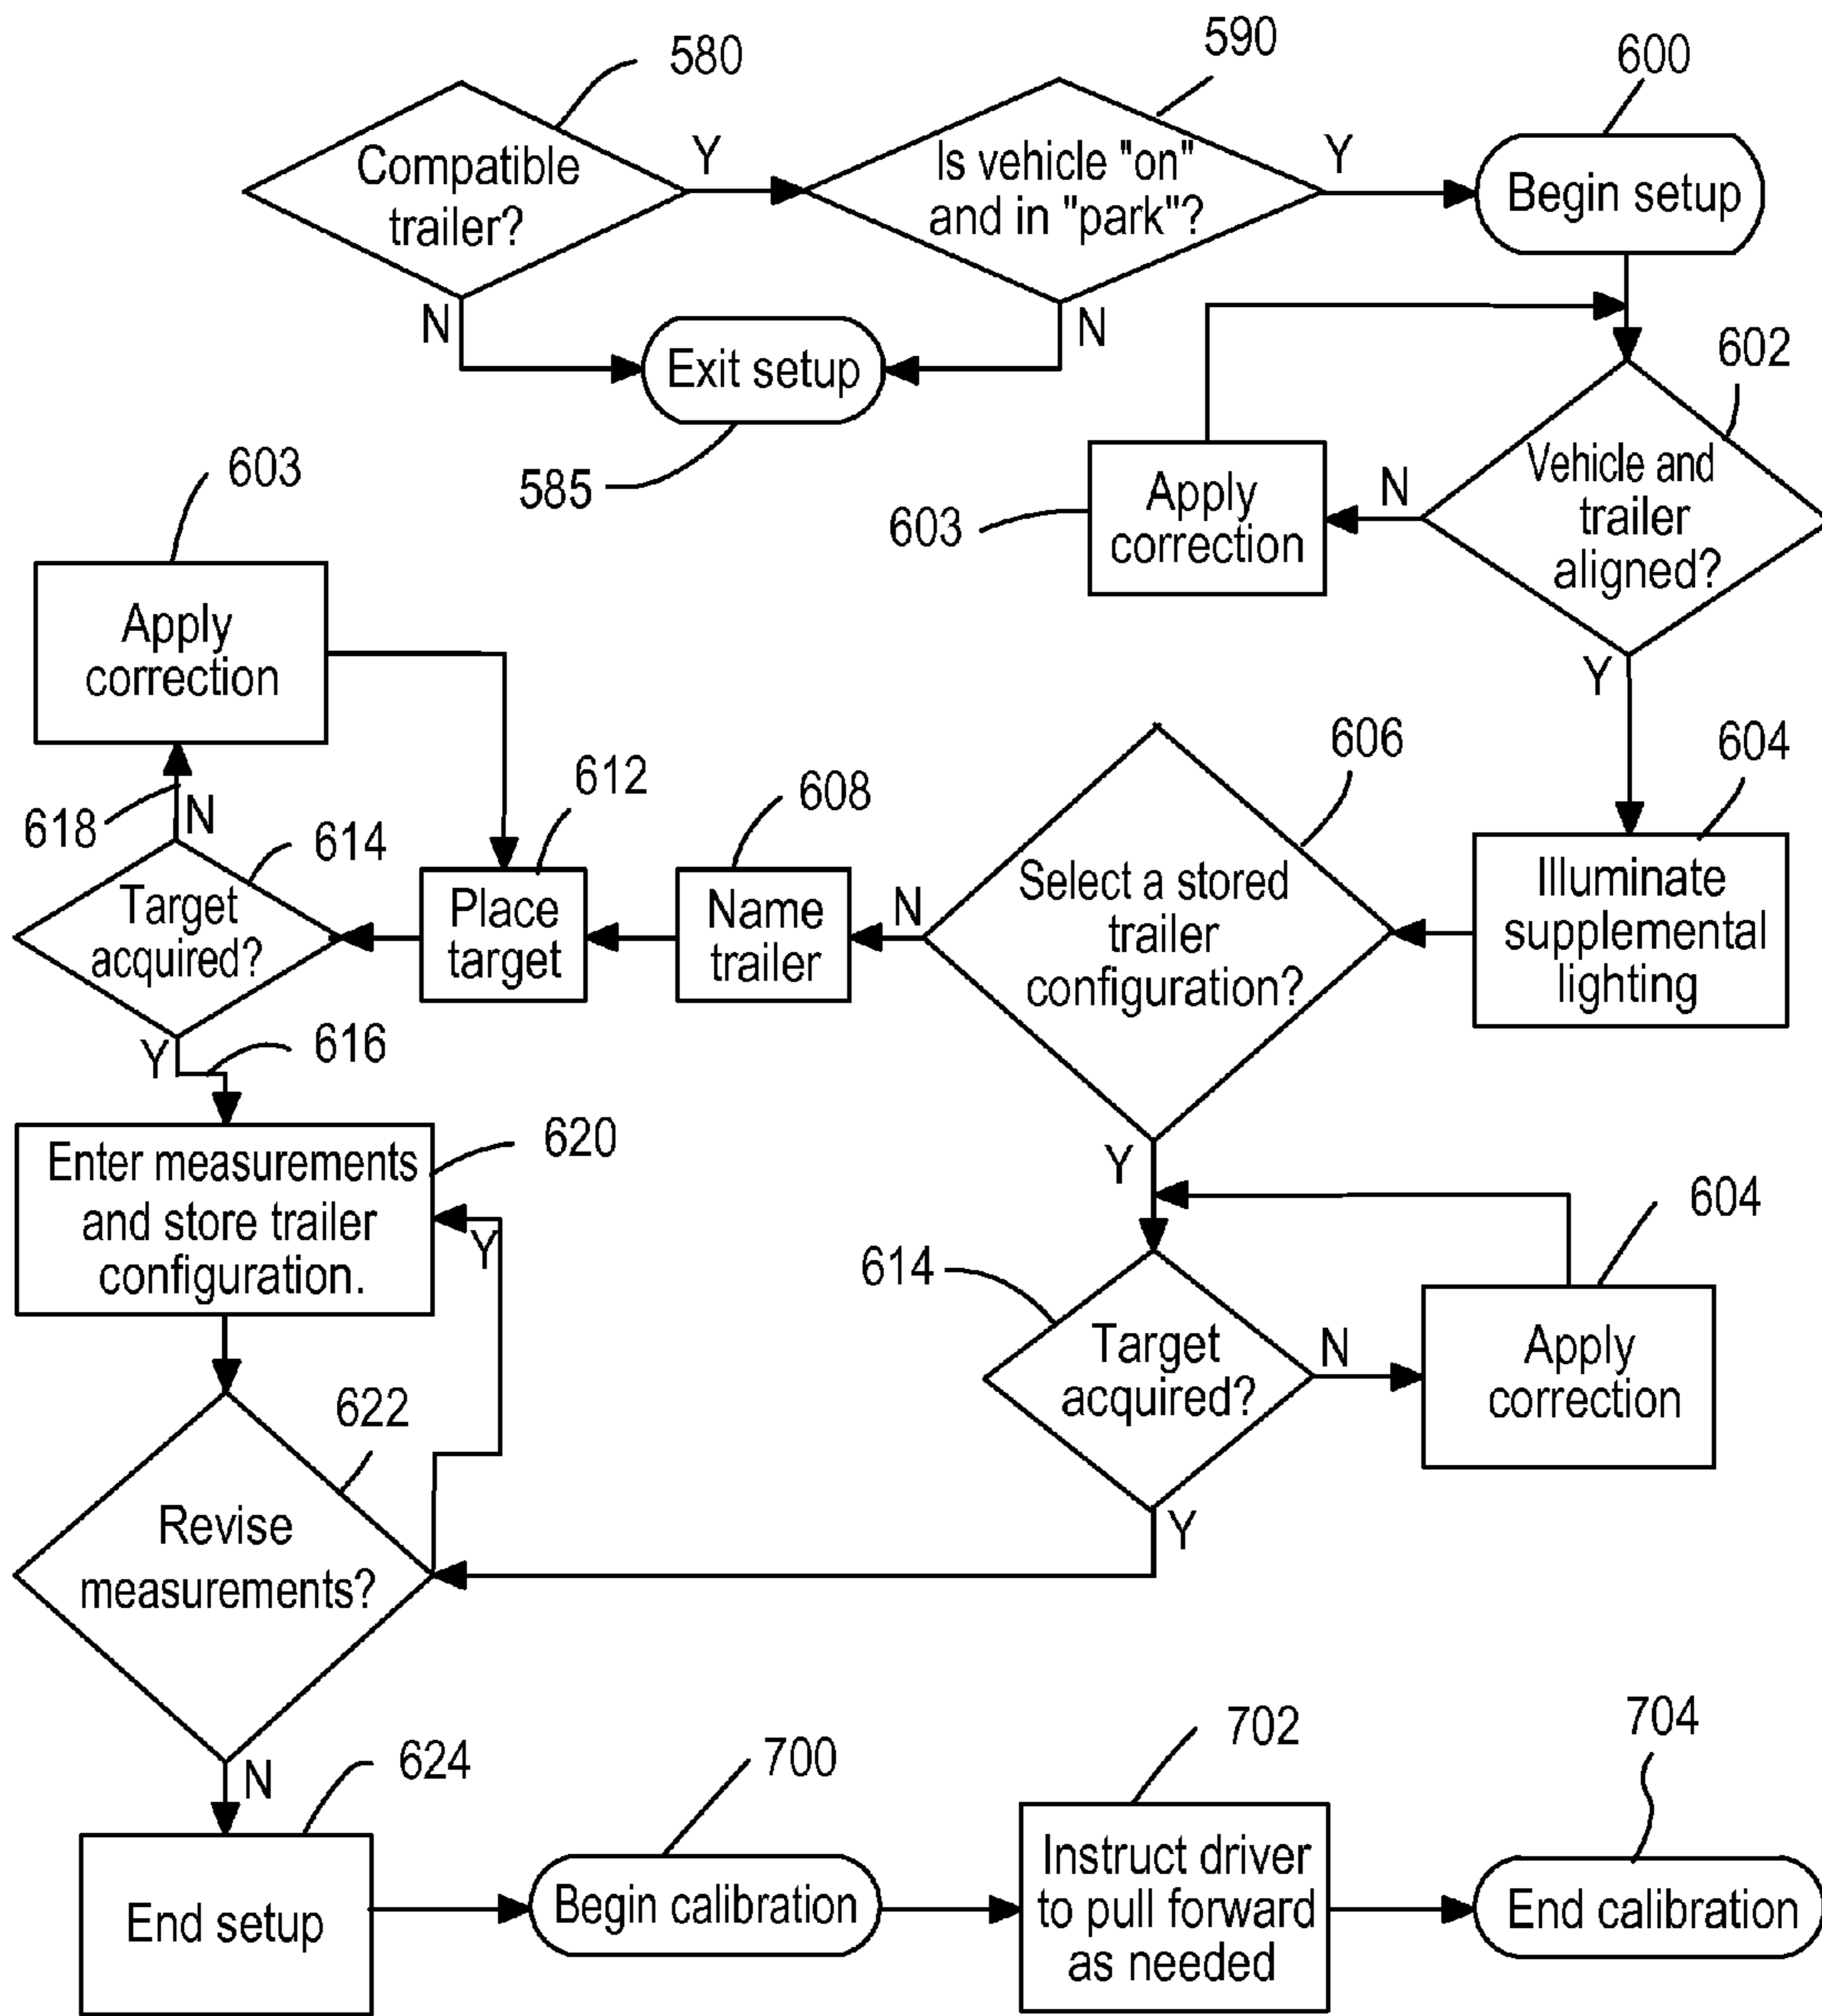 580
590
600
Compatible
trailer?
Y
Is vehicle "on"
and in "park"?
Y
Begin setup
N
N
Exit setup
585
602
Vehicle and
trailer
aligned?
N
Apply
correction
603
Y
603
Apply
correction
618
N
614
Target
acquired?
612
Place
target
608
Name
trailer
N
606
Select a stored
trailer
configuration?
604
Illuminate
supplemental
lighting
Y
616
Y
620
Enter measurements
and store trailer
configuration.
Y
614
Target
acquired?
N
604
Apply
correction
Y
622
Revise
measurements?
N
624
End setup
700
Begin calibration
702
Instruct driver
to pull forward
as needed
704
End calibration